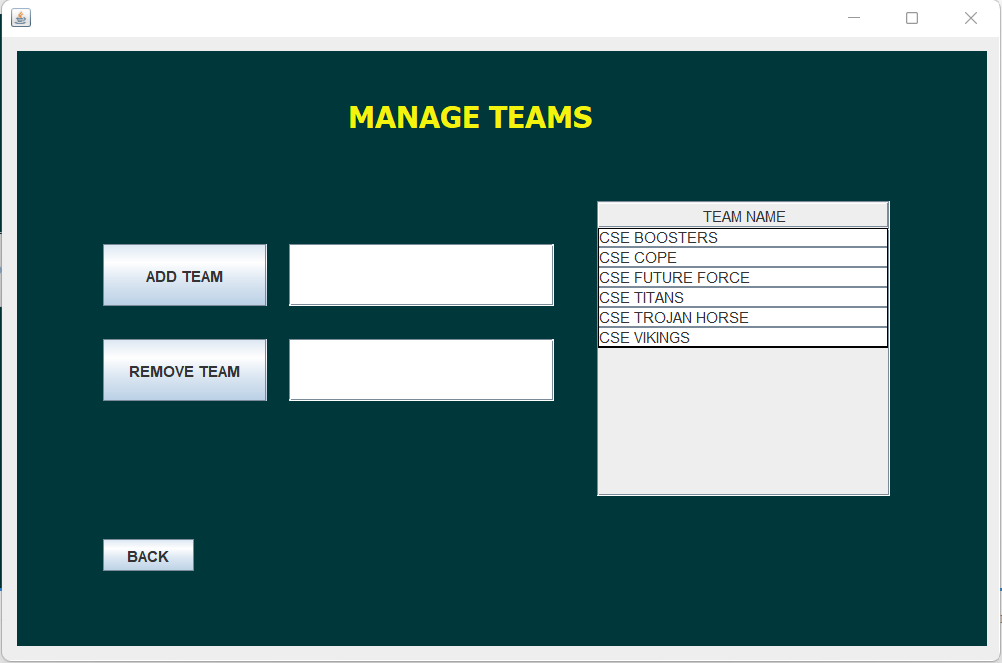 MANAGE TEAMS
ADD TEAM
REMOVE TEAM
TEAM NAME
CSE BOOSTERS
CSE COPE
CSE FUTURE FORCE
CSE TITANS
CSE TROJAN HORSE
CSE VIKINGS
BACK